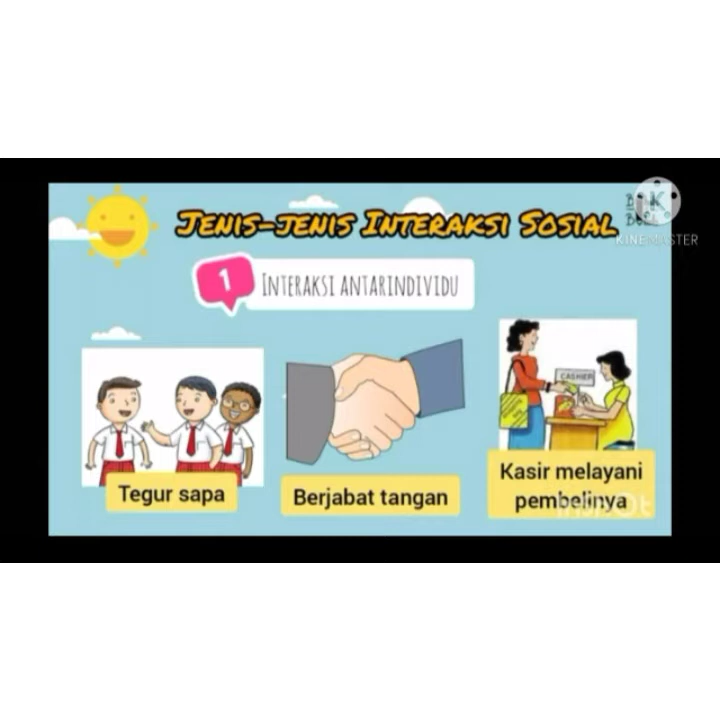 JENIS-JENIS INTERAKSI SOSIAL
KINEMASTER
1
INTERAKSI ANTARINDIVIDU
CASHIER
Tegur sapa
Berjabat tangan
Kasir melayani
pembelinya